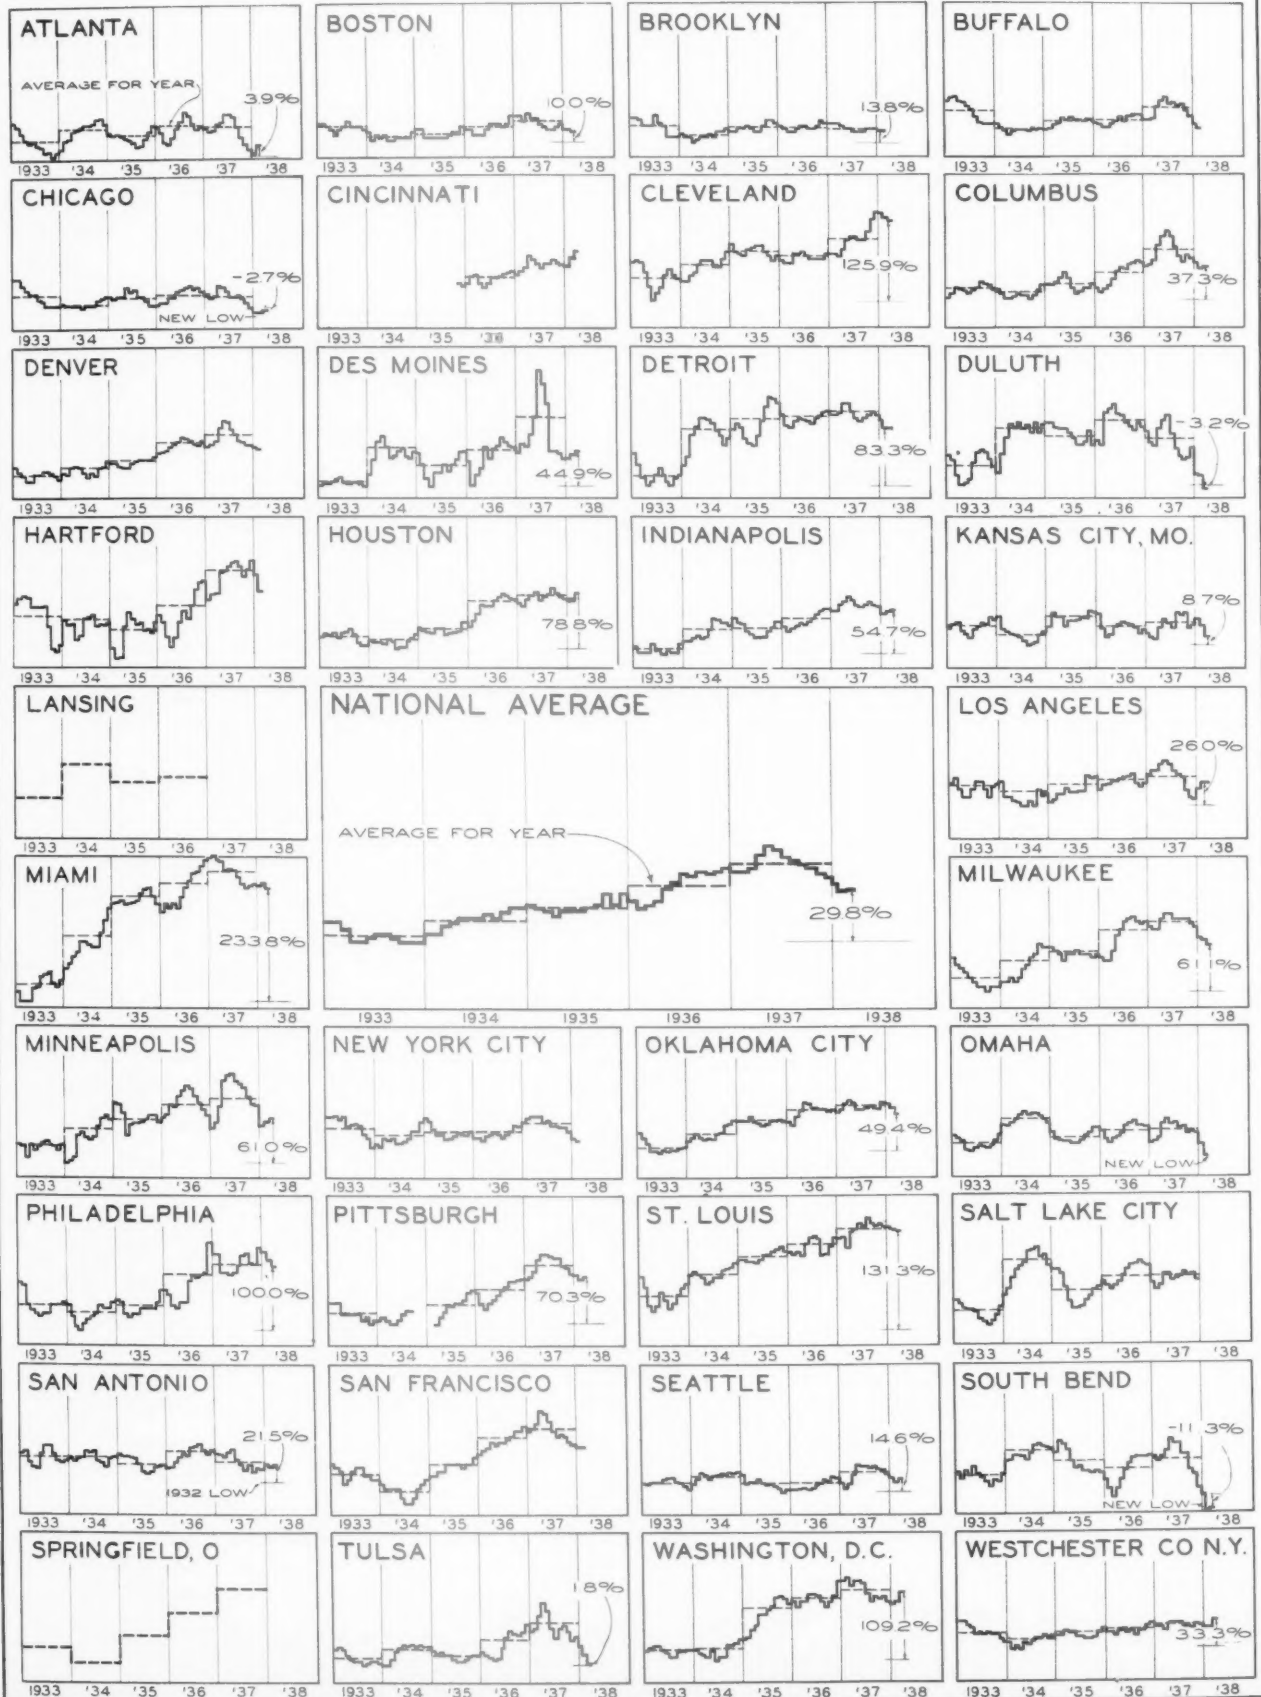 ATLANTA
AVERAGE FOR YEAR
3.9%
1933 '34 '35 '36 '37 '38
BOSTON
10.0%
1933 '34 '35 '36 '37 '38
BROOKLYN
13.8%
1933 '34 '35 '36 '37 '38
BUFFALO
1933 '34 '35 '36 '37 '38
CHICAGO
-2.7%
NEW LOW
1933 '34 '35 '36 '37 '38
CINCINNATI
1933 '34 '35 '36 '37 '38
CLEVELAND
125.9%
1933 '34 '35 '36 '37 '38
COLUMBUS
37.3%
1933 '34 '35 '36 '37 '38
DENVER
1933 '34 '35 '36 '37 '38
DES MOINES
44.9%
1933 '34 '35 '36 '37 '38
DETROIT
83.3%
1933 '34 '35 '36 '37 '38
DULUTH
-3.2%
1933 '34 '35 '36 '37 '38
HARTFORD
1933 '34 '35 '36 '37 '38
HOUSTON
78.8%
1933 '34 '35 '36 '37 '38
INDIANAPOLIS
54.7%
1933 '34 '35 '36 '37 '38
KANSAS CITY, MO.
8.7%
1933 '34 '35 '36 '37 '38
LANSING
1933 '34 '35 '36 '37 '38
NATIONAL AVERAGE
AVERAGE FOR YEAR
29.8%
1933 1934 1935 1936 1937 1938
LOS ANGELES
26.0%
1933 '34 '35 '36 '37 '38
MIAMI
233.8%
1933 '34 '35 '36 '37 '38
MILWAUKEE
61.1%
1933 '34 '35 '36 '37 '38
MINNEAPOLIS
61.0%
1933 '34 '35 '36 '37 '38
NEW YORK CITY
1933 '34 '35 '36 '37 '38
OKLAHOMA CITY
49.4%
1933 '34 '35 '36 '37 '38
OMAHA
NEW LOW
1933 '34 '35 '36 '37 '38
PHILADELPHIA
100.0%
1933 '34 '35 '36 '37 '38
PITTSBURGH
70.3%
1933 '34 '35 '36 '37 '38
ST. LOUIS
131.3%
1933 '34 '35 '36 '37 '38
SALT LAKE CITY
1933 '34 '35 '36 '37 '38
SAN ANTONIO
21.5%
1932 LOW
1933 '34 '35 '36 '37 '38
SAN FRANCISCO
1933 '34 '35 '36 '37 '38
SEATTLE
14.6%
1933 '34 '35 '36 '37 '38
SOUTH BEND
-11.3%
NEW LOW
1933 '34 '35 '36 '37 '38
SPRINGFIELD, O
1933 '34 '35 '36 '37 '38
TULSA
1.8%
1933 '34 '35 '36 '37 '38
WASHINGTON, D.C.
109.2%
1933 '34 '35 '36 '37 '38
WESTCHESTER CO N.Y.
33.3%
1933 '34 '35 '36 '37 '38